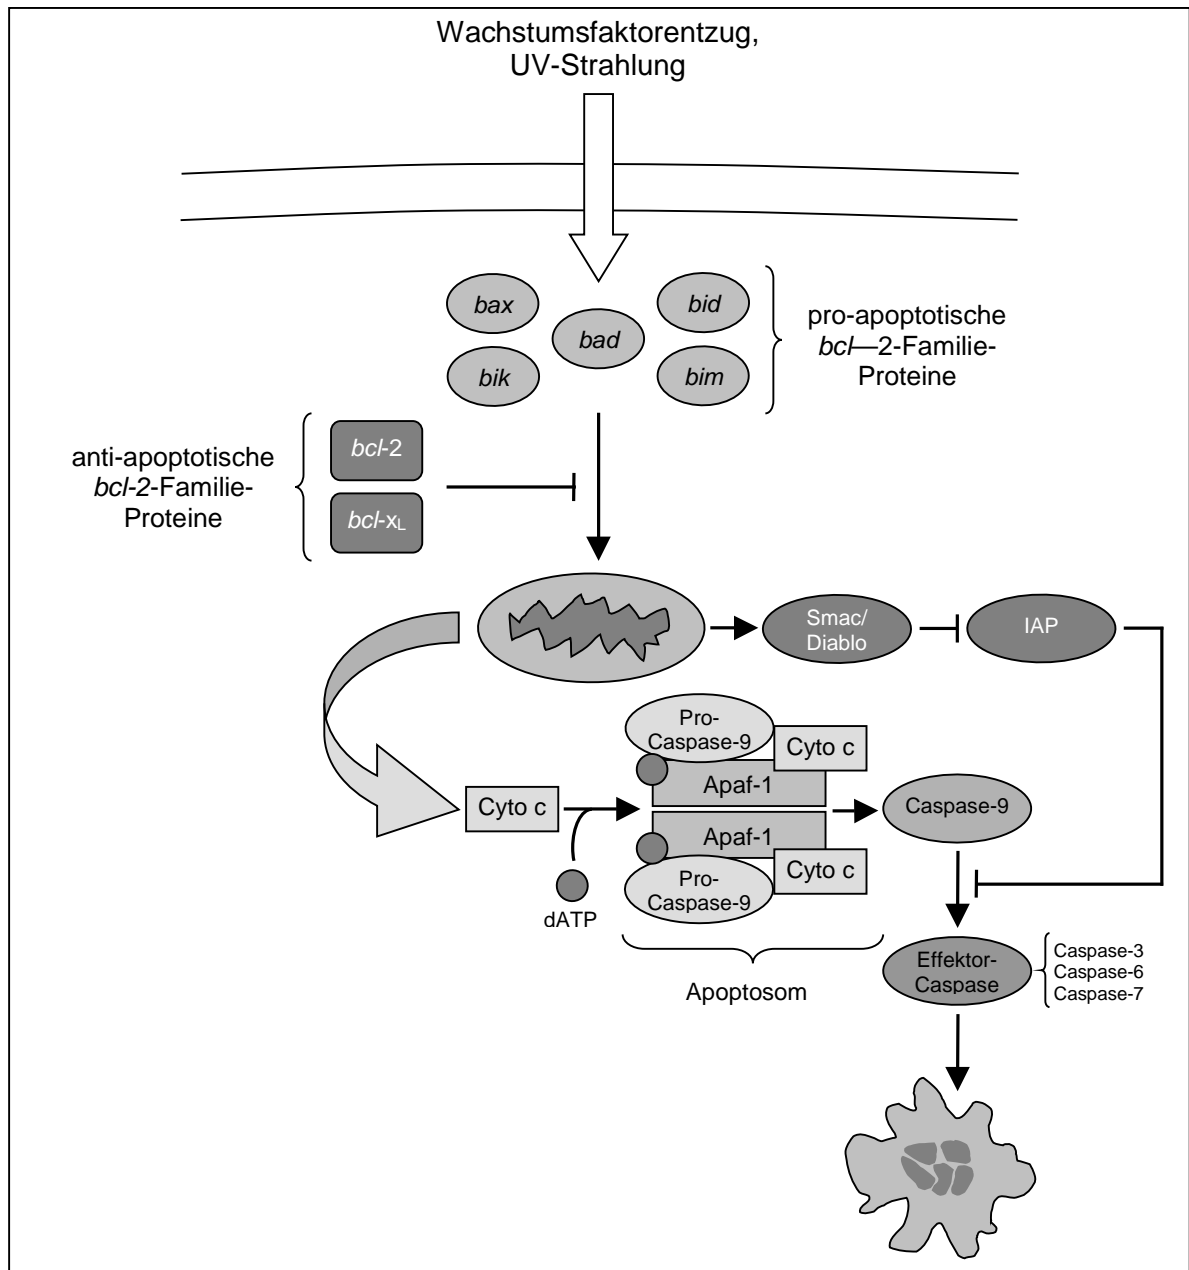 Wachstumsfaktorentzug,
UV-Strahlung
bax
bad
bid
bik
bim
pro-apoptotische
bcl—2-Familie-
Proteine
anti-apoptotische
bcl-2-Familie-
Proteine
bcl-2
bcl-xL
Smac/
Diablo
IAP
Pro-
Caspase-9
Cyto c
Apaf-1
Cyto c
Apaf-1
Pro-
Caspase-9
Cyto c
Caspase-9
dATP
Apoptosom
Effektor-
Caspase
Caspase-3
Caspase-6
Caspase-7